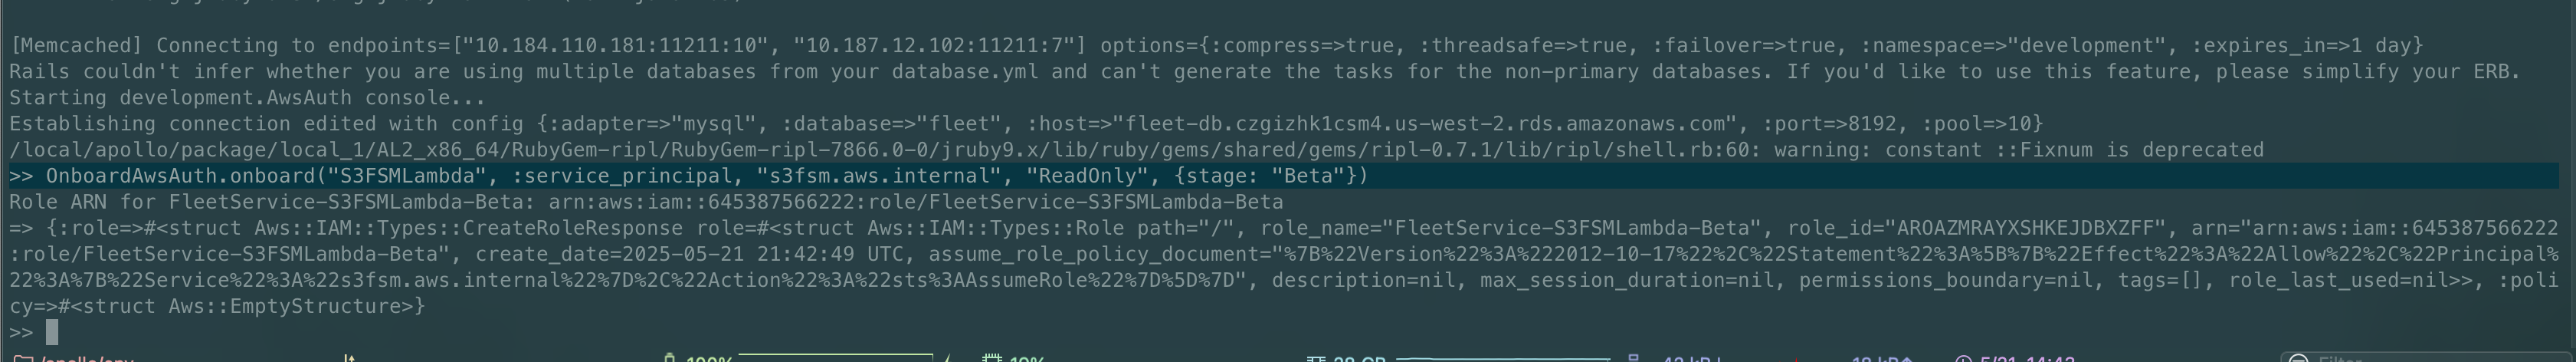 [Memcached] Connecting to endpoints=["10.184.110.181:11211:10", "10.187.12.102:11211:7"] options={:compress=>true, :threadsafe=>true, :failover=>true, :namespace=>"development", :expires_in=>1 day}
Rails couldn't infer whether you are using multiple databases from your database.yml and can't generate the tasks for the non-primary databases. If you'd like to use this feature, please simplify your ERB.
Starting development.AwsAuth console...
Establishing connection edited with config {:adapter=>"mysql", :database=>"fleet", :host=>"fleet-db.czgizhk1csm4.us-west-2.rds.amazonaws.com", :port=>8192, :pool=>10}
/local/apollo/package/local_1/AL2_x86_64/RubyGem-ripl/RubyGem-ripl-7866.0-0/jruby9.x/lib/ruby/gems/shared/gems/ripl-0.7.1/lib/ripl/shell.rb:60: warning: constant ::Fixnum is deprecated
>> OnboardAwsAuth.onboard("S3FSMLambda", :service_principal, "s3fsm.aws.internal", "ReadOnly", {stage: "Beta"})
Role ARN for FleetService-S3FSMLambda-Beta: arn:aws:iam::645387566222:role/FleetService-S3FSMLambda-Beta
=> {:role=>#<struct Aws::IAM::Types::CreateRoleResponse role=#<struct Aws::IAM::Types::Role path="/", role_name="FleetService-S3FSMLambda-Beta", role_id="AROAZMRAYXSHKEJDBXZFF", arn="arn:aws:iam::645387566222
:role/FleetService-S3FSMLambda-Beta", create_date=2025-05-21 21:42:49 UTC, assume_role_policy_document="%7B%22Version%22%3A%222012-10-17%22%2C%22Statement%22%3A%5B%7B%22Effect%22%3A%22Allow%22%2C%22Principal%
22%3A%7B%22Service%22%3A%22s3fsm.aws.internal%22%7D%2C%22Action%22%3A%22sts%3AAssumeRole%22%7D%5D%7D", description=nil, max_session_duration=nil, permissions_boundary=nil, tags=[], role_last_used=nil>>, :poli
cy=>#<struct Aws::EmptyStructure>}
>>
100% 19% 5/21, 14:43 Filter